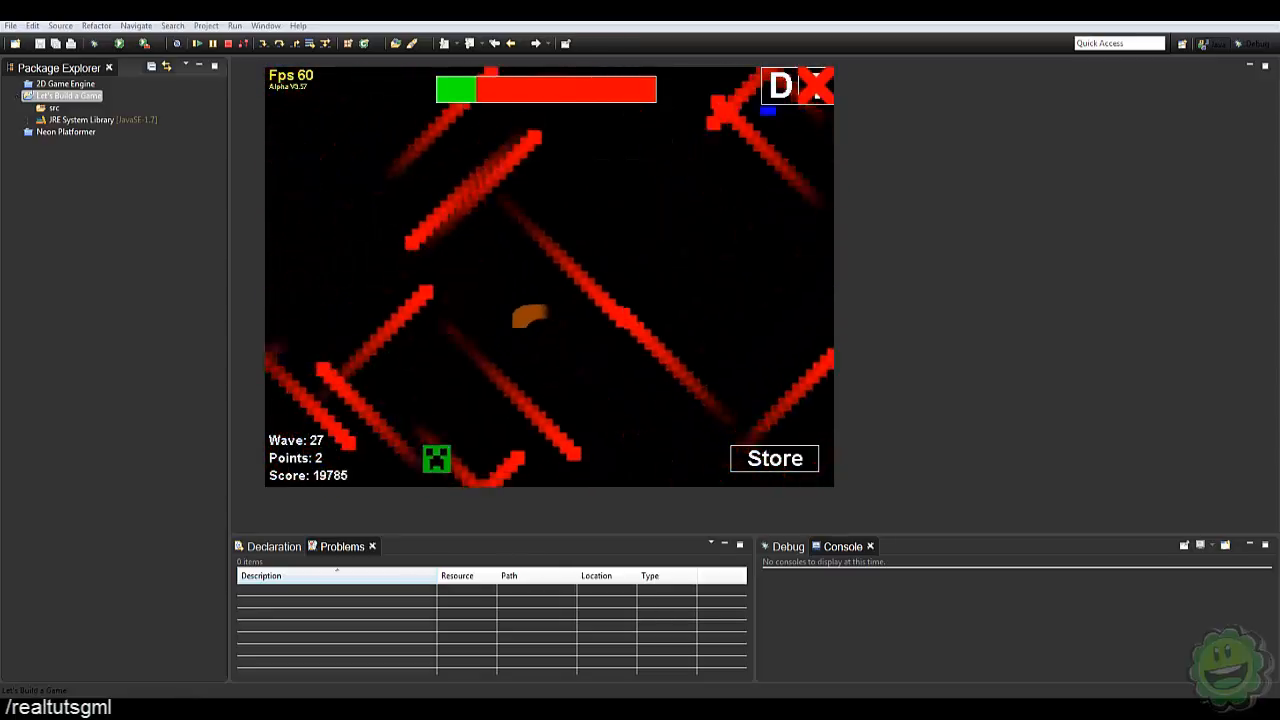 File Edit Source Refactor Navigate Search Project Run Window Help
Quick Access
Debug
Package Explorer
2D Game Engine
Let's Build a Game
src
JRE System Library [JavaSE-1.7]
Neon Platformer
Fps 60
Alpha V3.57
D
Wave: 27
Points: 2
Score: 19785
Store
Declaration Problems
0 items
Description Resource Path Location Type
Debug Console
No consoles to display at this time.
Let's Build a Game
/realtutsgml